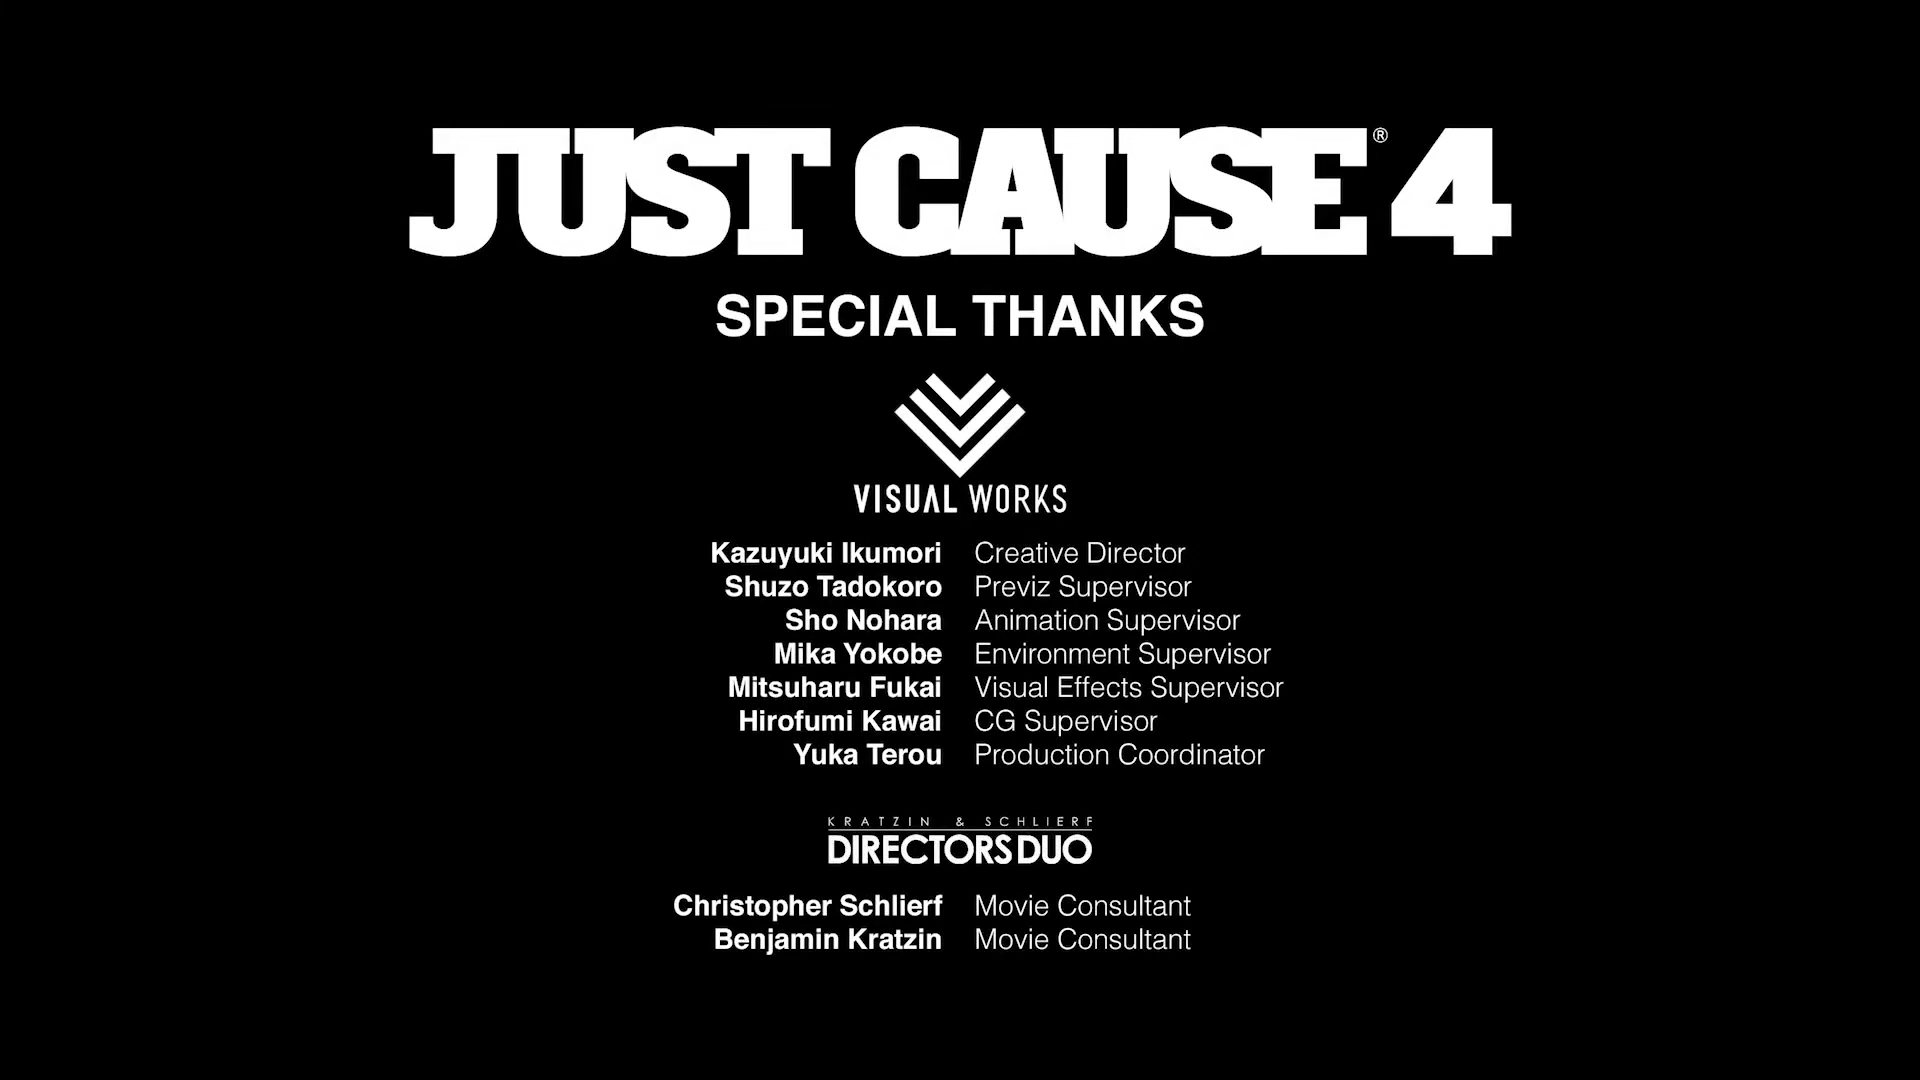 JUST CAUSE® 4
SPECIAL THANKS
VISUAL WORKS
Kazuyuki Ikumori Creative Director
Shuzo Tadokoro Previz Supervisor
Sho Nohara Animation Supervisor
Mika Yokobe Environment Supervisor
Mitsuharu Fukai Visual Effects Supervisor
Hirofumi Kawai CG Supervisor
Yuka Terou Production Coordinator
KRATZIN & SCHLIERF
DIRECTORSDUO
Christopher Schlierf Movie Consultant
Benjamin Kratzin Movie Consultant